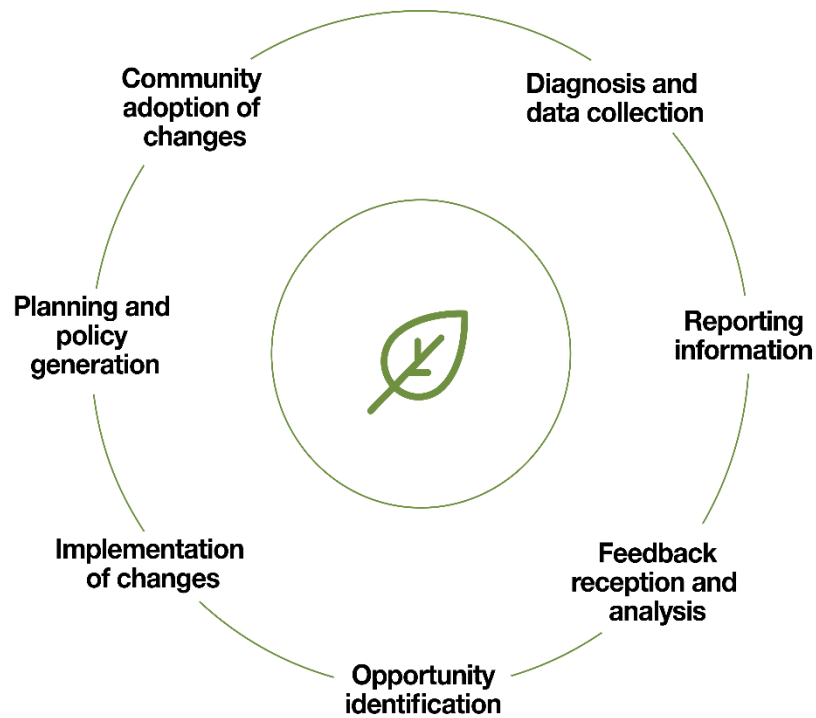 Community
adoption of
changes
Diagnosis and
data collection
Planning and
policy
generation
Reporting
information
Implementation
of changes
Feedback
reception and
analysis
Opportunity
identification